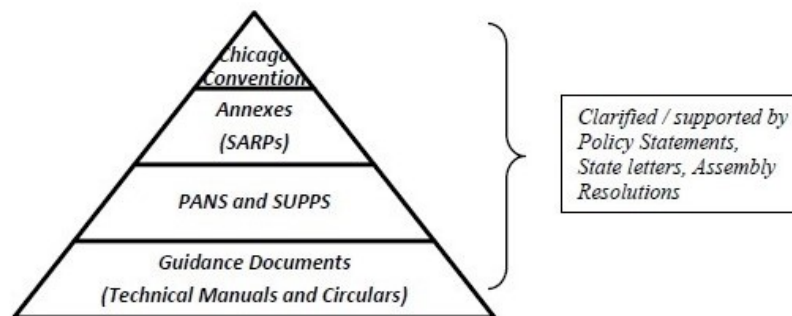 Chicago
Convention
Annexes
(SARPs)
PANS and SUPPS
Guidance Documents
(Technical Manuals and Circulars)
Clarified / supported by
Policy Statements,
State letters, Assembly
Resolutions